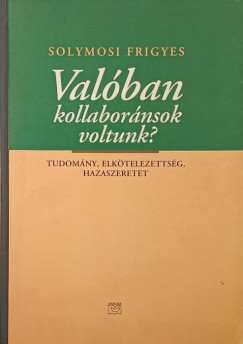 SOLYMOSI FRIGYES
Valóban
kollaboránsok
voltunk?
TUDOMÁNY, ELKÖTELEZETTSÉG,
HAZASZERETET